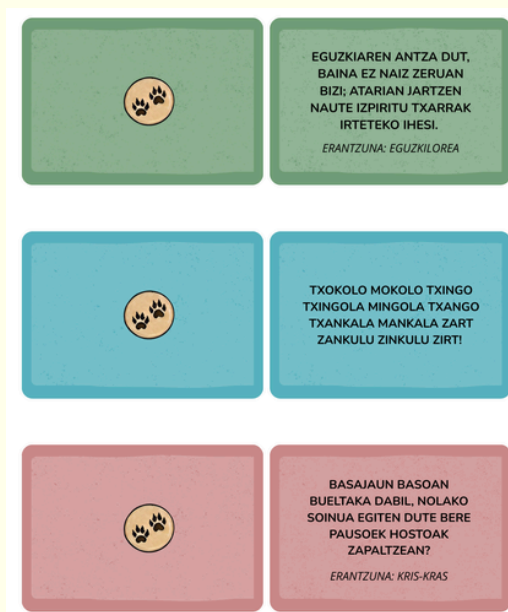 EGUZKIAREN ANTZA DUT,
BAINA EZ NAIZ ZERUAN
BIZI; ATARIAN JARTZEN
NAUTE IZPIRITU TXARRAK
IRTETEKO IHESI.
ERANTZUNA: EGUZKILOREA
TXOKOLO MOKOLO TXINGO
TXINGOLA MINGOLA TXANGO
TXANKALA MANKALA ZART
ZANKULU ZINKULU ZIRT!
BASAJAUN BASOAN
BUELTAKA DABIL, NOLAKO
SOINUA EGITEN DUTE BERE
PAUSOEK HOSTOAK
ZAPALTZEAN?
ERANTZUNA: KRIS-KRAS